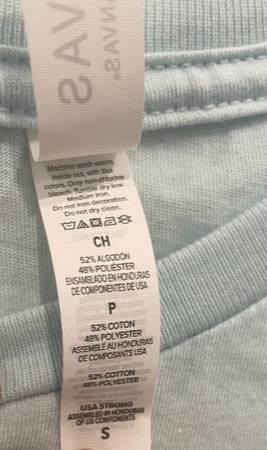 NVAS®
SAV
Machine wash warm,
inside out, with like
colors. Only non-chlorine
bleach. Tumble dry low.
Medium iron.
Do not iron decoration.
Do not dry clean.
CH
52% ALGODÓN
48% POLIÉSTER
ENSAMBLADO EN HONDURAS
DE COMPONENTES DE USA
P
52% COTON
48% POLYESTER
ASSEMBLÉ AU HONDURAS
DE COMPOSANTS USA
52% COTTON
48% POLYESTER
USA STRONG
ASSEMBLED IN HONDURAS
OF US COMPONENTS
S